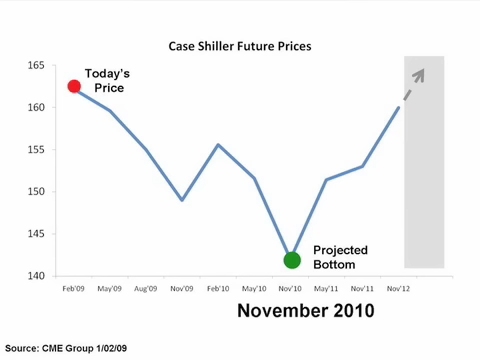 Case Shiller Future Prices
165
160
155
150
145
140
Today's
Price
Projected
Bottom
Feb'09 May'09 Aug'09 Nov'09 Feb'10 May'10 Nov'10 May'11 Nov'11 Nov'12
November 2010
Source: CME Group 1/02/09